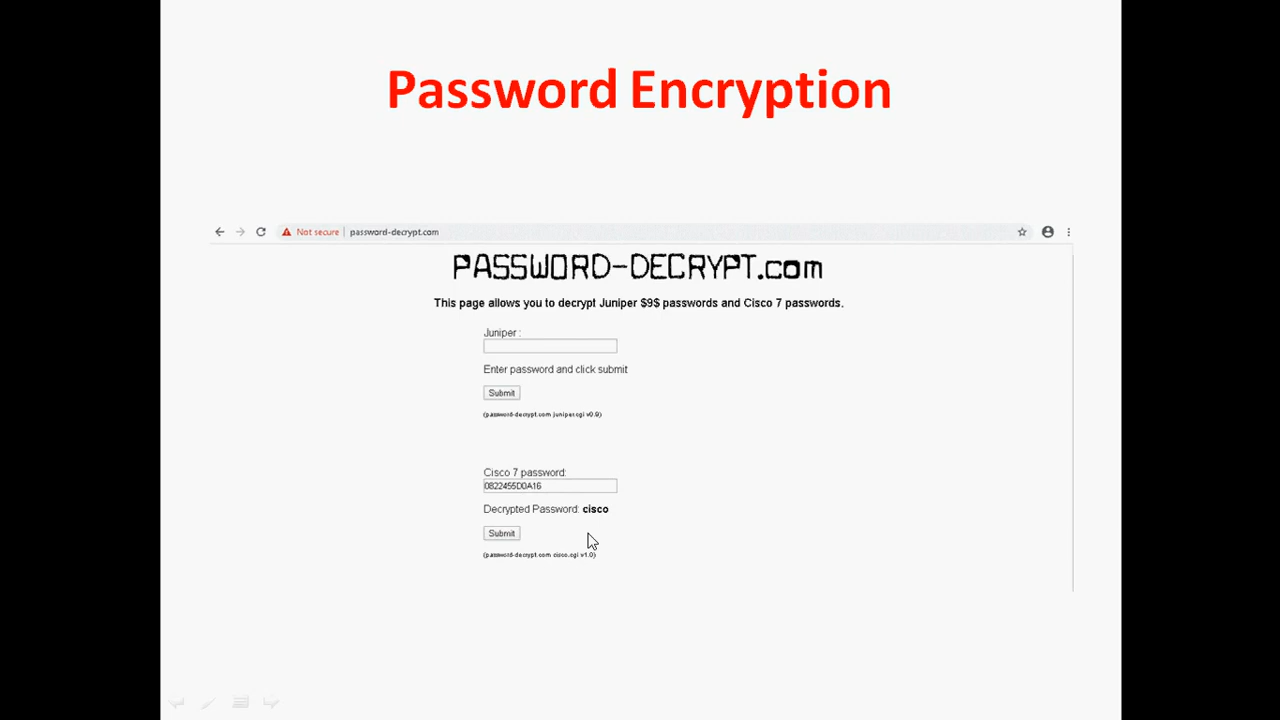 Password Encryption
Not secure | password-decrypt.com
PASSWORD-DECRYPT.com
This page allows you to decrypt Juniper $9$ passwords and Cisco 7 passwords.
Juniper :
Enter password and click submit
Submit
(password-decrypt.com juniper.cgi v0.9)
Cisco 7 password:
0822455D0A16
Decrypted Password: cisco
Submit
(password-decrypt.com cisco.cgi v1.0)